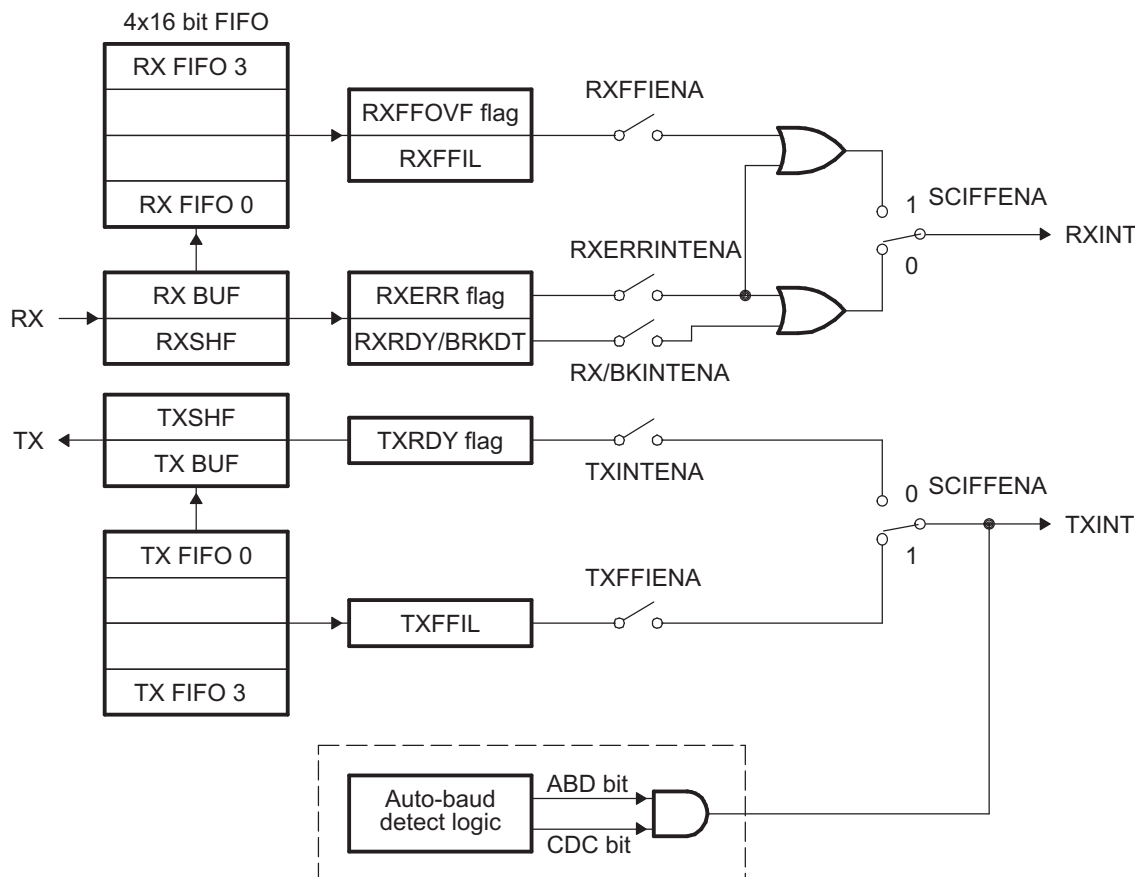 4x16 bit FIFO
RX FIFO 3
RX FIFO 0
RXFFOVF flag
RXFFIL
RXFFIENA
1
SCIFFENA
0
RXINT
RX
RX BUF
RXSHF
RXERR flag
RXRDY/BRKDT
RXERRINTENA
RX/BKINTENA
TX
TXSHF
TX BUF
TXRDY flag
TXINTENA
0
SCIFFENA
1
TXINT
TX FIFO 0
TX FIFO 3
TXFFIL
TXFFIENA
Auto-baud
detect logic
ABD bit
CDC bit